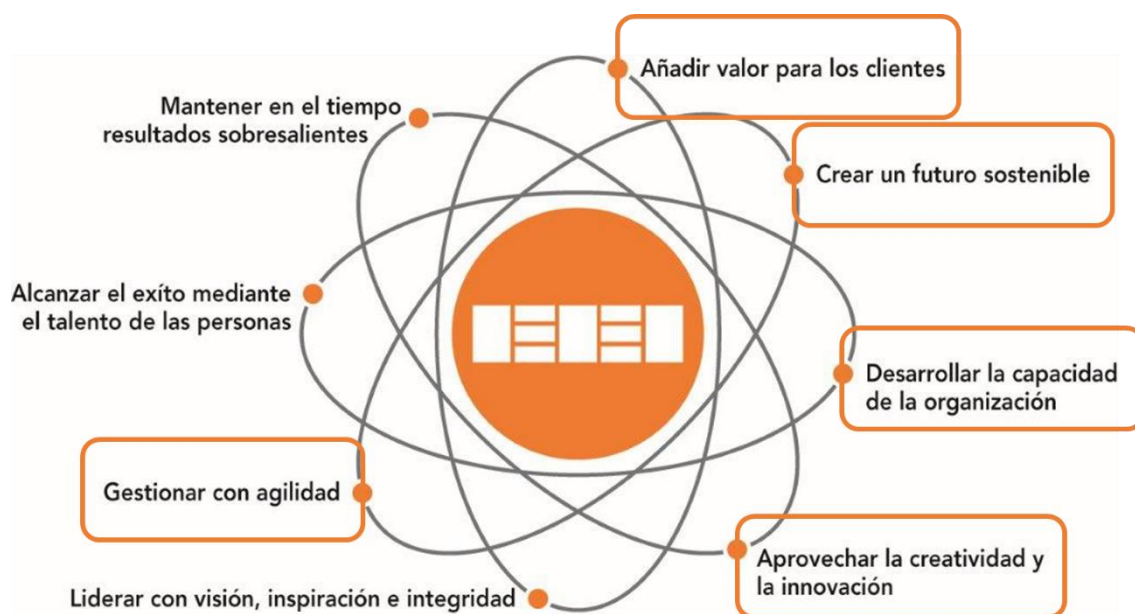 Añadir valor para los clientes
Mantener en el tiempo
resultados sobresalientes
Crear un futuro sostenible
Alcanzar el exíto mediante
el talento de las personas
Desarrollar la capacidad
de la organización
Gestionar con agilidad
Aprovechar la creatividad y
la innovación
Liderar con visión, inspiración e integridad